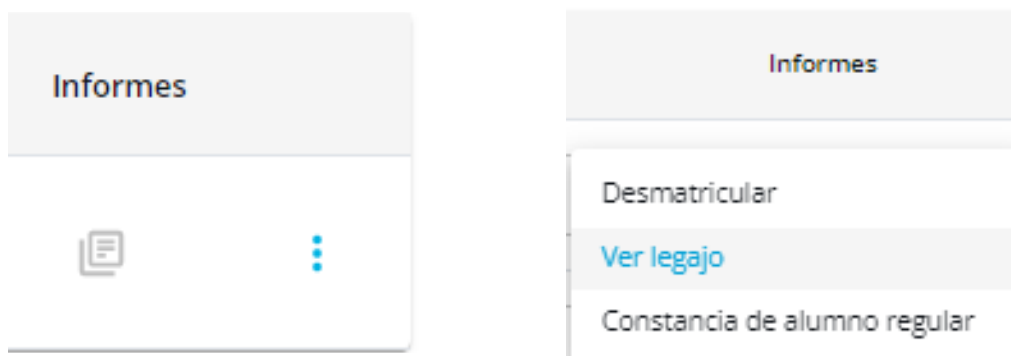 Informes
Informes
Desmatricular
Ver legajo
Constancia de alumno regular